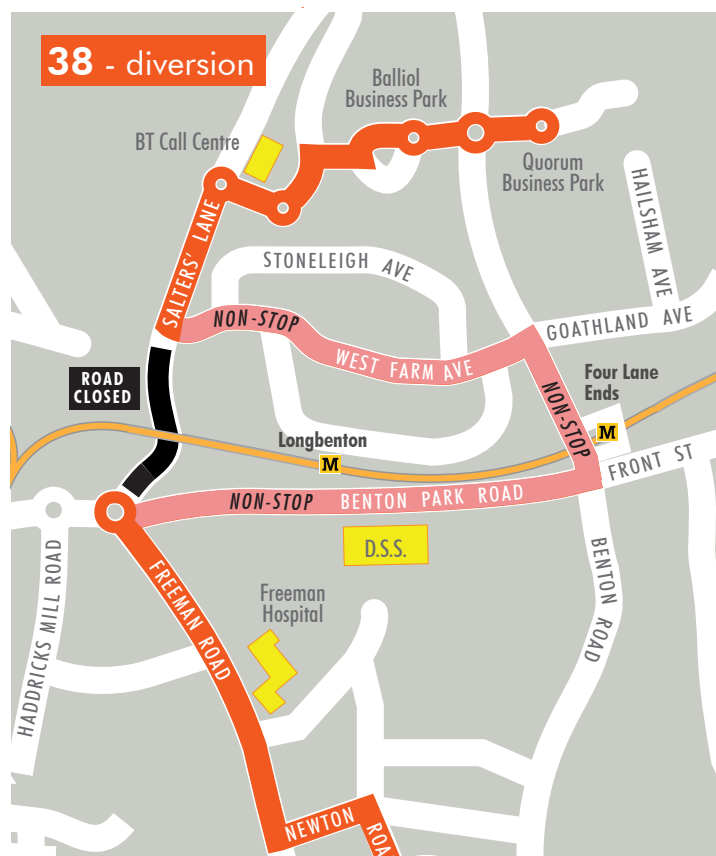 38 - diversion
Balliol
Business Park
BT Call Centre
Quorum
Business Park
HAILSHAM AVE
SALTERS' LANE
STONELEIGH AVE
NON-STOP
GOATHLAND AVE
WEST FARM AVE
ROAD
CLOSED
Four Lane
Ends
NON-STOP
M
Longbenton
M
FRONT ST
NON-STOP BENTON PARK ROAD
D.S.S.
BENTON ROAD
HADDRICKS MILL ROAD
FREEMAN ROAD
Freeman
Hospital
NEWTON ROA